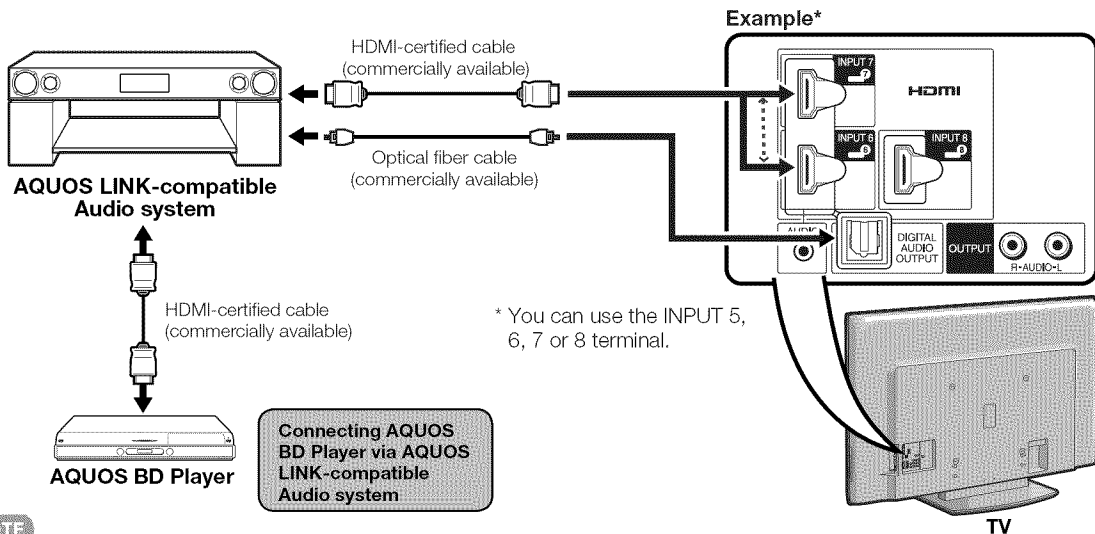 Example*
HDMI-certified cable
(commercially available)
INPUT 7
7
HDMI
INPUT 6
6
INPUT 8
8
Optical fiber cable
(commercially available)
AQUOS LINK-compatible
Audio system
DIGITAL
AUDIO
OUTPUT
OUTPUT
R-AUDIO-L
HDMI-certified cable
(commercially available)
* You can use the INPUT 5,
6, 7 or 8 terminal.
Connecting AQUOS
BD Player via AQUOS
LINK-compatible
Audio system
AQUOS BD Player
TV